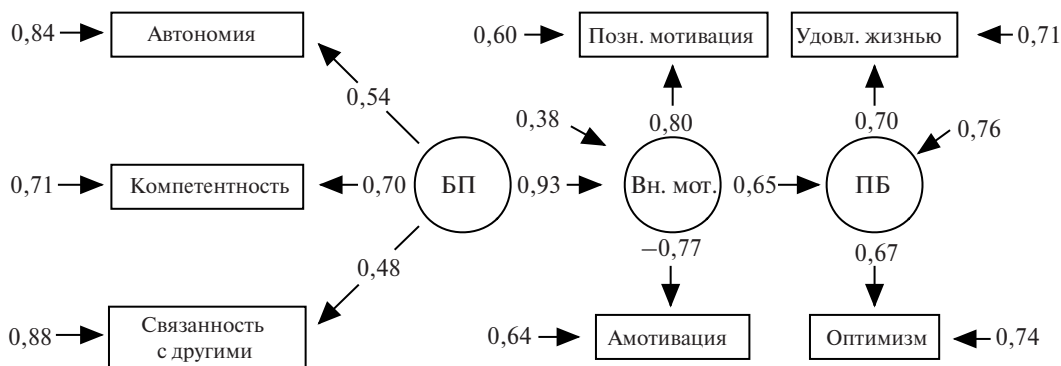 0,84
Автономия
0,60
Позн. мотивация
Удовл. жизнью
0,71
0,54
0,38
0,80
0,70
0,76
0,71
Компетентность
0,70
БП
0,93
Вн. мот.
0,65
ПБ
0,48
−0,77
0,67
0,88
Связанность
с другими
0,64
Амотивация
Оптимизм
0,74